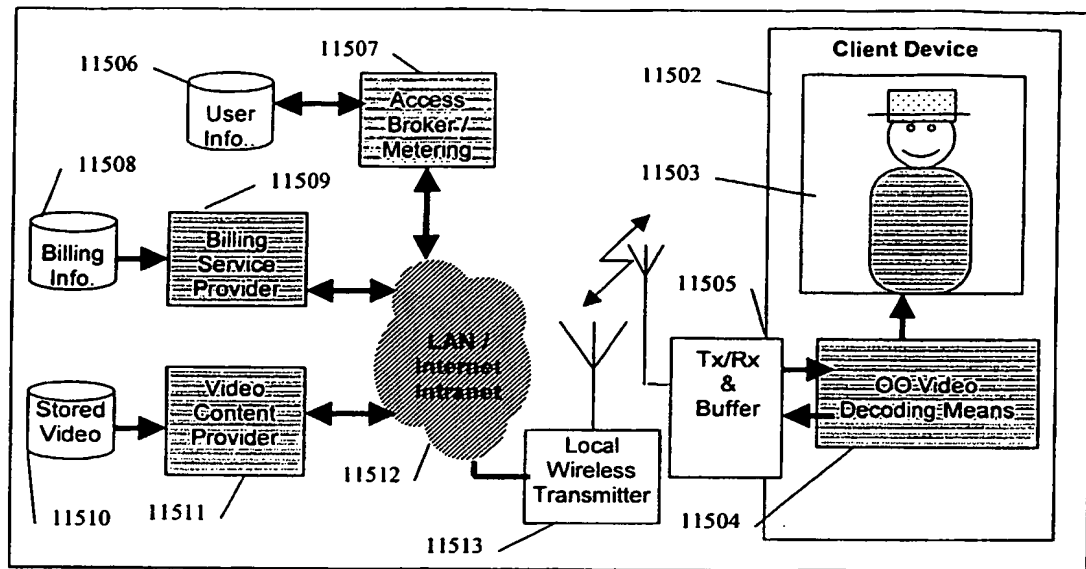 11507
11506
User
Info..
Access
Broker /
Metering
11508
11509
Billing
Info.
Billing
Service
Provider
Stored
Video
Video
Content
Provider
11510
11511
LAN /
Internet
Intranet
11512
Local
Wireless
Transmitter
11513
11502
Client Device
11503
11505
Tx/Rx
&
Buffer
OO Video
Decoding Means
11504